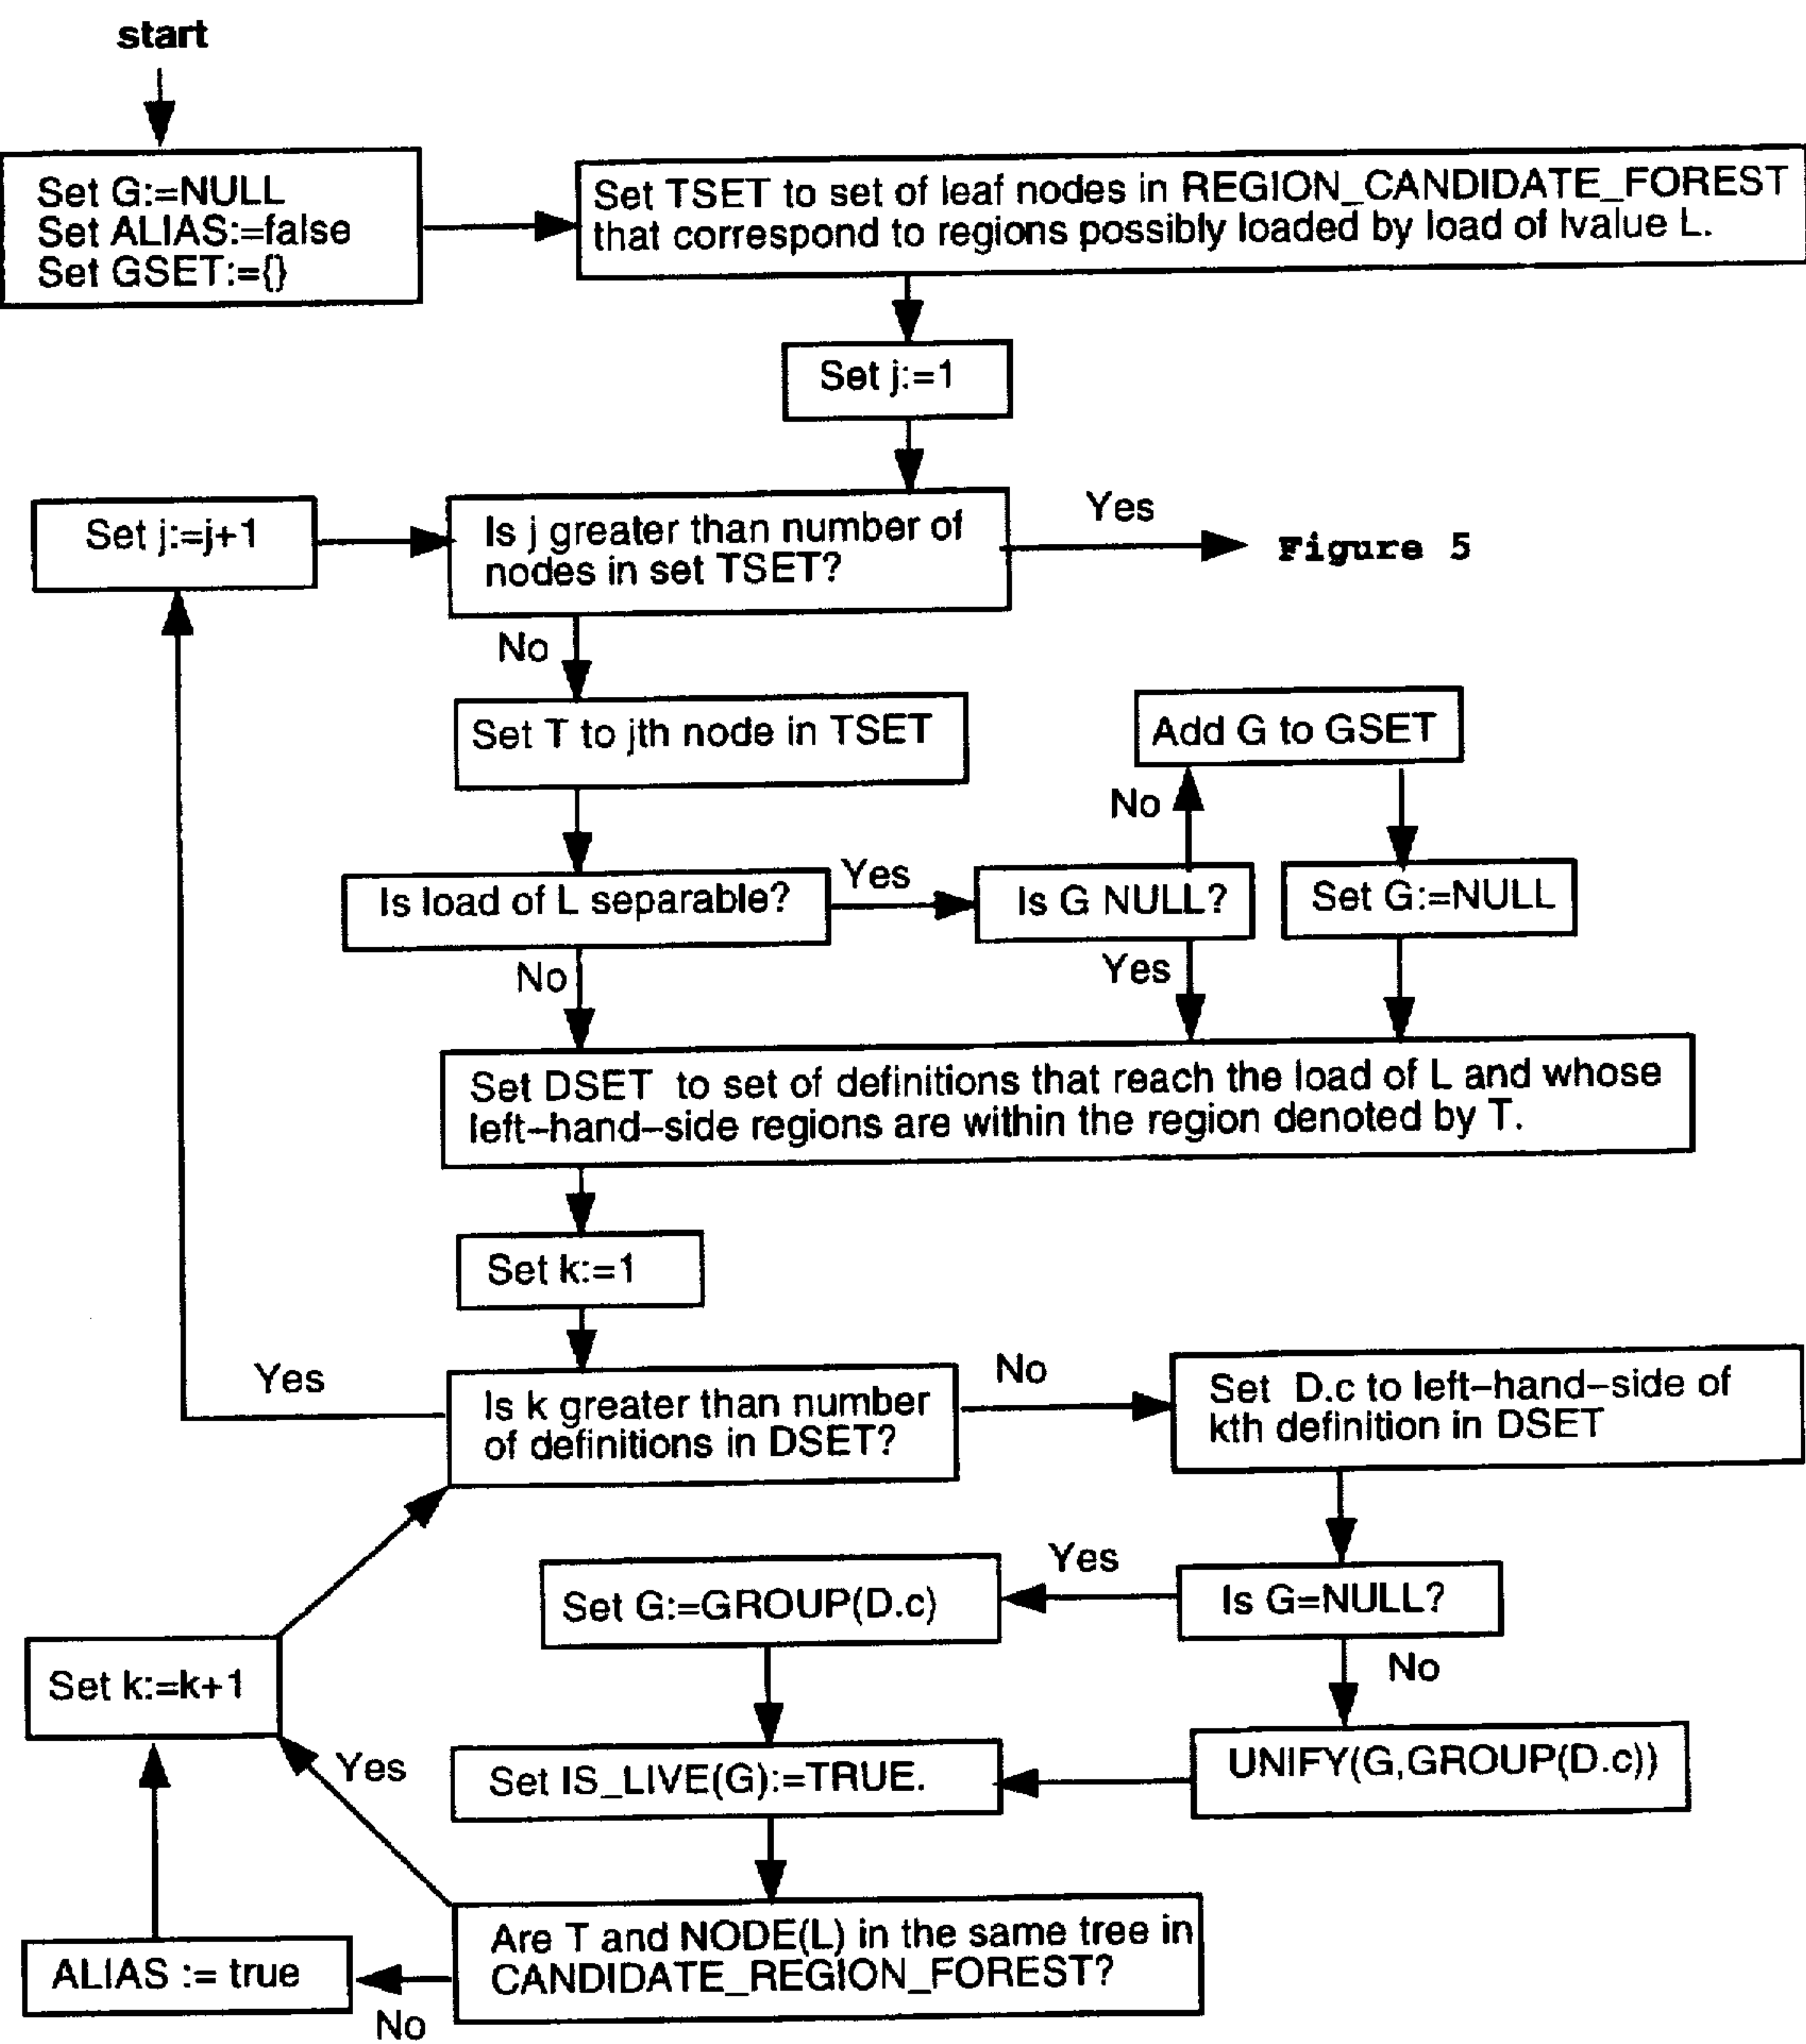 start
Set G:=NULL
Set ALIAS:=false
Set GSET:={}
Set TSET to set of leaf nodes in REGION_CANDIDATE_FOREST
that correspond to regions possibly loaded by load of lvalue L.
Set j:=1
Set j:=j+1
Is j greater than number of
nodes in set TSET?
Yes
Figure 5
No
Set T to jth node in TSET
Add G to GSET
No
Is load of L separable?
Yes
Is G NULL?
Set G:=NULL
No
Yes
Set DSET to set of definitions that reach the load of L and whose
left-hand-side regions are within the region denoted by T.
Set k:=1
Yes
Is k greater than number
of definitions in DSET?
No
Set D.c to left-hand-side of
kth definition in DSET
Set G:=GROUP(D.c)
Yes
Is G=NULL?
No
Set k:=k+1
Yes
Set IS_LIVE(G):=TRUE.
UNIFY(G,GROUP(D.c))
Are T and NODE(L) in the same tree in
CANDIDATE_REGION_FOREST?
ALIAS := true
No